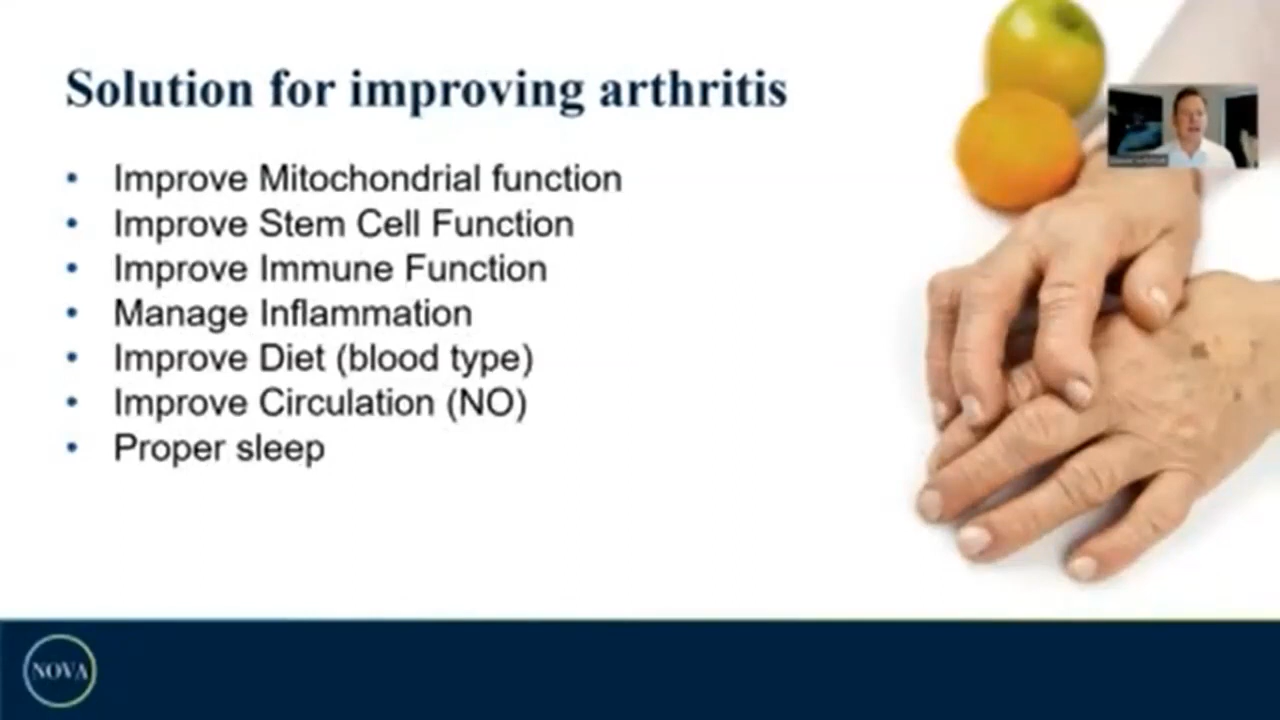 Solution for improving arthritis
• Improve Mitochondrial function
• Improve Stem Cell Function
• Improve Immune Function
• Manage Inflammation
• Improve Diet (blood type)
• Improve Circulation (NO)
• Proper sleep
NOVA